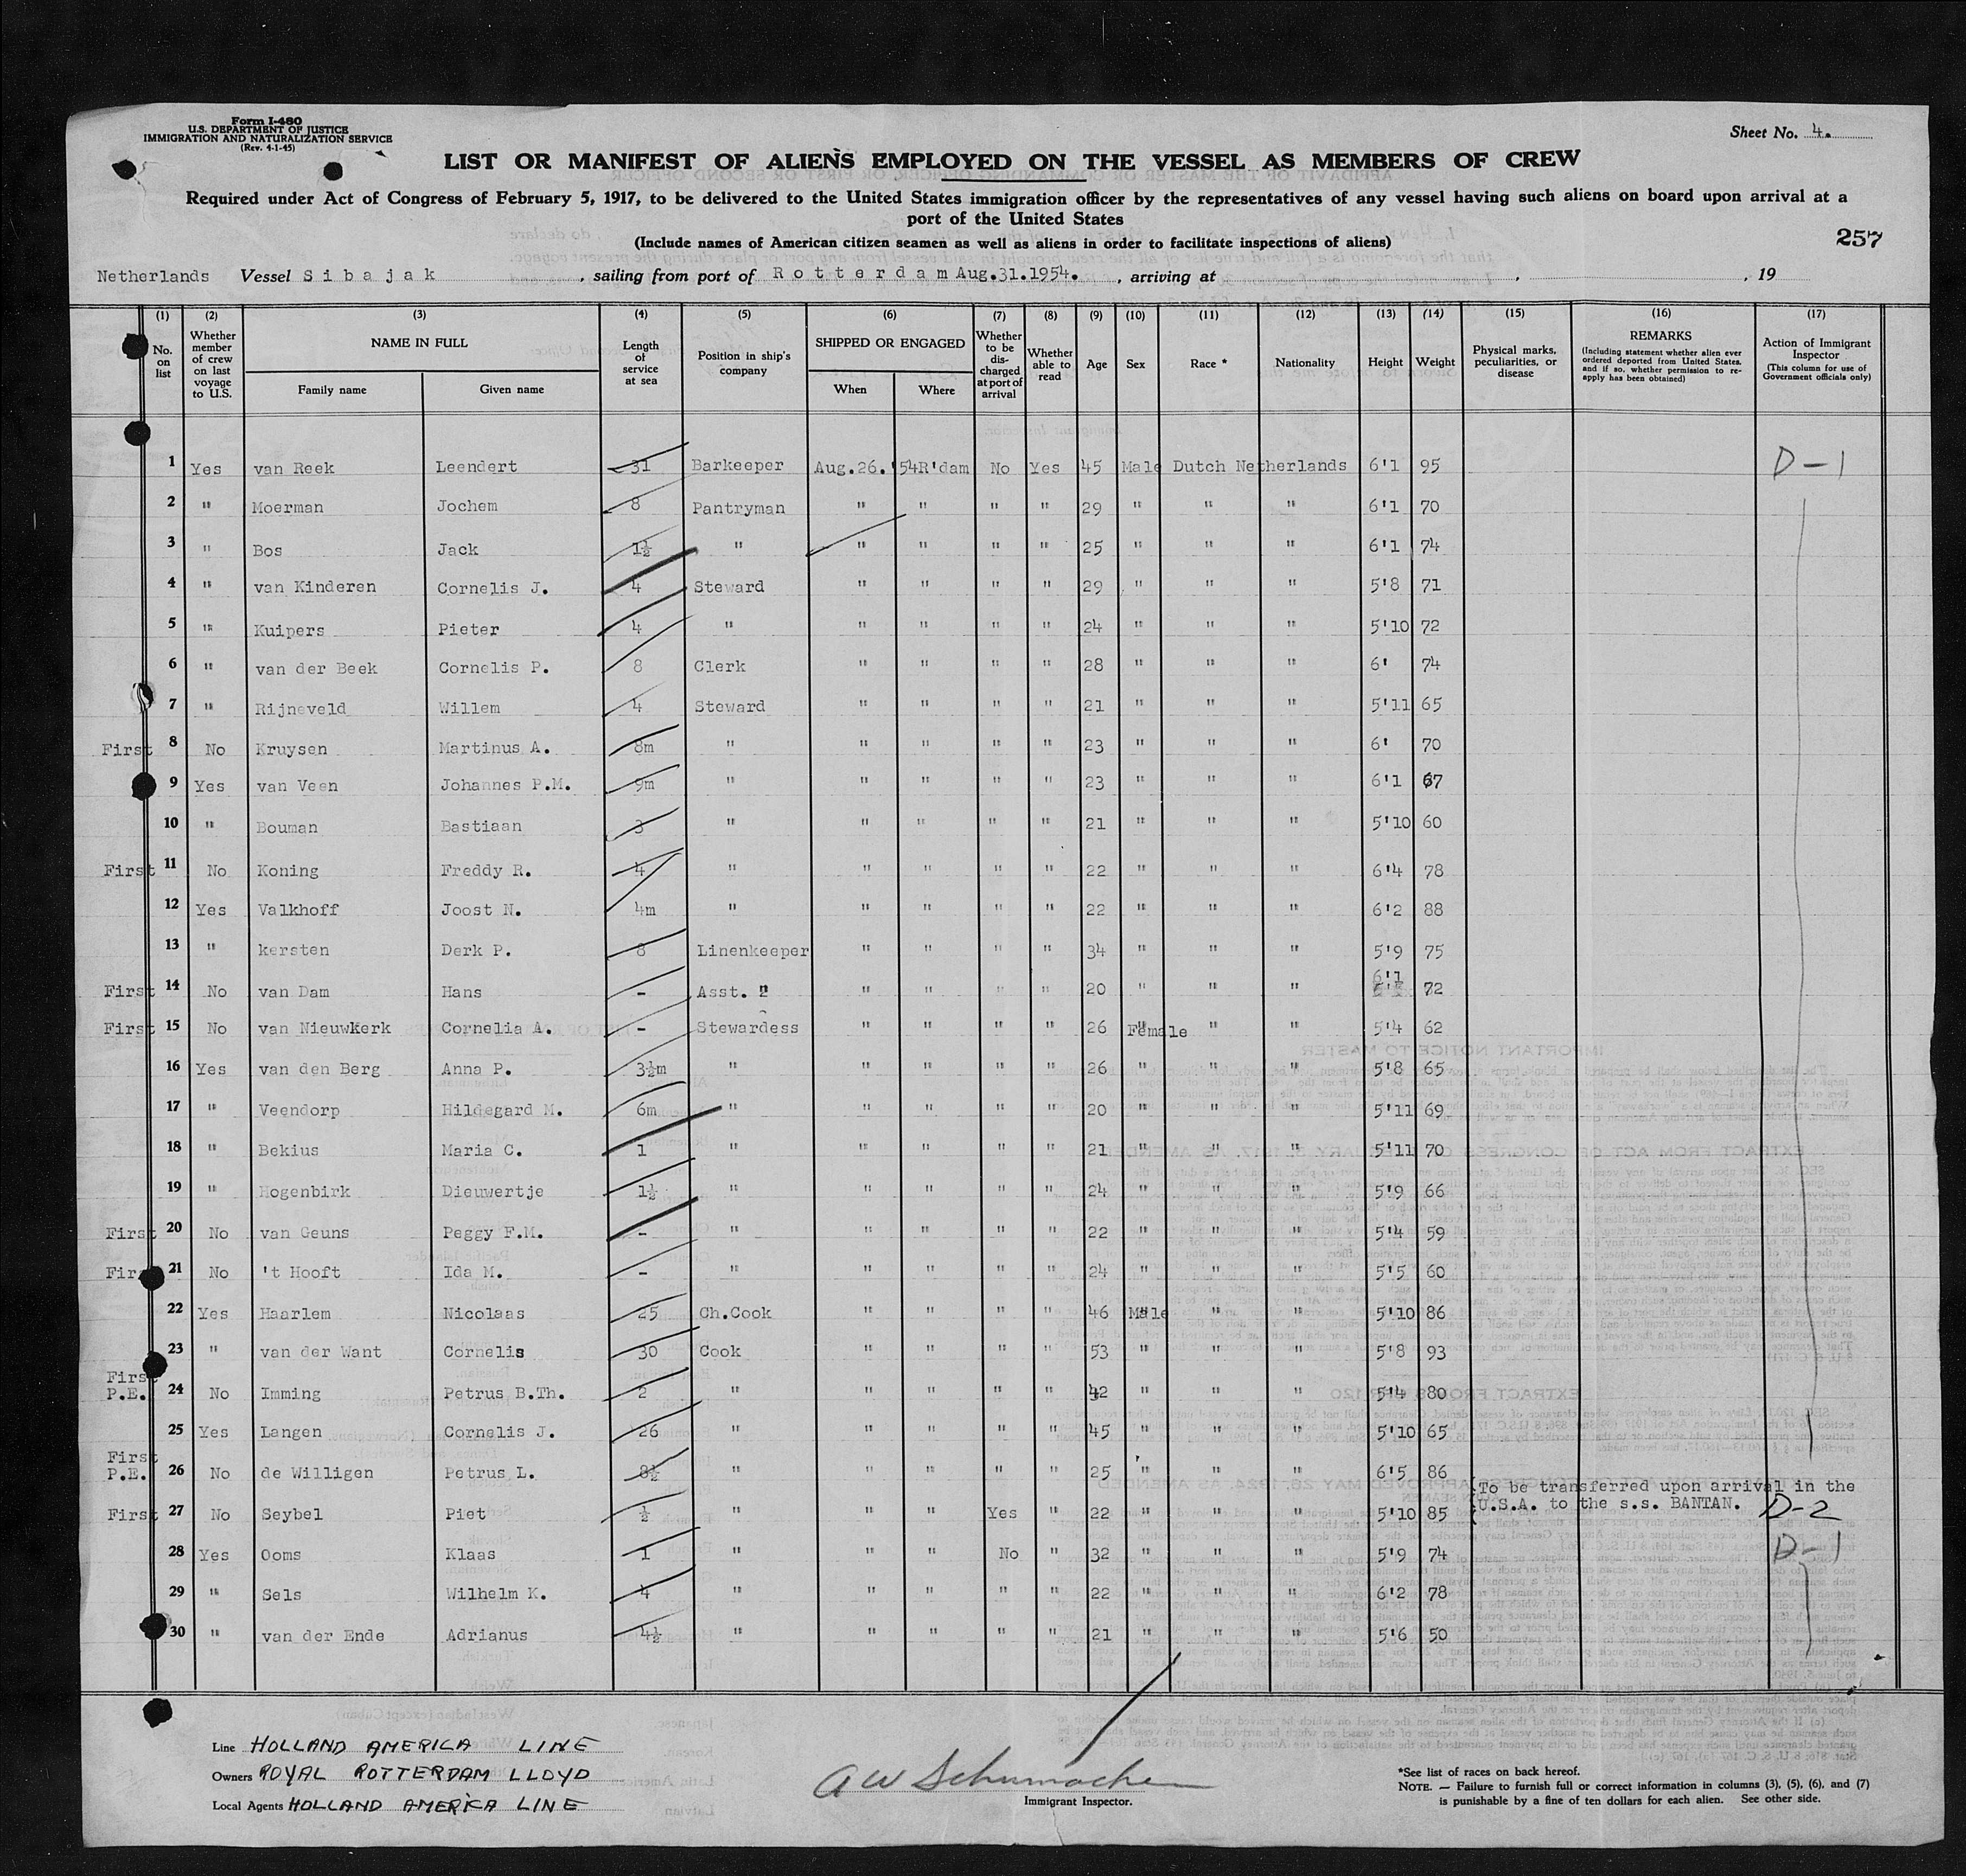 Form I-480
U.S. DEPARTMENT OF JUSTICE
IMMIGRATION AND NATURALIZATION SERVICE
(Rev. 4-1-45)
Sheet No. 4.
LIST OR MANIFEST OF ALIENS EMPLOYED ON THE VESSEL AS MEMBERS OF CREW
Required under Act of Congress of February 5, 1917, to be delivered to the United States immigration officer by the representatives of any vessel having such aliens on board upon arrival at a
port of the United States
(Include names of American citizen seamen as well as aliens in order to facilitate inspections of aliens)
257
Netherlands Vessel Sibajak, sailing from port of Rotterdam Aug.31.1954., arriving at , , 19
(1) (2) (3) (4) (5) (6) (7) (8) (9) (10) (11) (12) (13) (14) (15) (16) (17)
No. on list
Whether member of crew on last voyage to U.S.
NAME IN FULL
Family name
Given name
Length of service at sea
Position in ship's company
SHIPPED OR ENGAGED
When
Where
Whether to be discharged at port of arrival
Whether able to read
Age
Sex
Race *
Nationality
Height
Weight
Physical marks, peculiarities, or disease
REMARKS
(Including statement whether alien ever ordered deported from United States, and if so, whether permission to reapply has been obtained)
Action of Immigrant Inspector
(This column for use of Government officials only)
1 Yes van Reek Leendert 31 Barkeeper Aug.26.'54 R'dam No Yes 45 Male Dutch Netherlands 6'1 95 D-1
2 " Moerman Jochem 8 Pantryman " " " " 29 " " " 6'1 70
3 " Bos Jack 1½ " " " " " 25 " " " 6'1 74
4 " van Kinderen Cornelis J. 4 Steward " " " " 29 " " " 5'8 71
5 " Kuipers Pieter 4 " " " " " 24 " " " 5'10 72
6 " van der Beek Cornelis P. 8 Clerk " " " " 28 " " " 6' 74
7 " Rijneveld Willem 4 Steward " " " " 21 " " " 5'11 65
First 8 No Kruysen Martinus A. 8m " " " " " 23 " " " 6' 70
9 Yes van Veen Johannes P.M. 9m " " " " " 23 " " " 6'1 67
10 " Bouman Bastiaan 3 " " " " " 21 " " " 5'10 60
First 11 No Koning Freddy R. 4 " " " " " 22 " " " 6'4 78
12 Yes Valkhoff Joost N. 4m " " " " " 22 " " " 6'2 88
13 " kersten Derk P. 8 Linenkeeper " " " " 34 " " " 5'9 75
First 14 No van Dam Hans - Asst. " " " " " 20 " " " 6'1 72
First 15 No van Nieuwkerk Cornelia A. - Stewardess " " " " 26 Female " " 5'4 62
16 Yes van den Berg Anna P. 3½m " " " " " 26 " " " 5'8 65
17 " Veendorp Hildegard M. 6m " " " " " 20 " " " 5'11 69
18 " Bekius Maria C. 1 " " " " " 21 " " " 5'11 70
19 " Hogenbirk Dieuwertje 1½ " " " " " 24 " " " 5'9 66
First 20 No van Geuns Peggy F.M. - " " " " " 22 " " " 5'4 59
Firs 21 No 't Hooft Ida M. - " " " " " 24 " " " 5'5 60
22 Yes Haarlem Nicolaas 25 Ch.Cook " " " " 46 Male " " 5'10 86
23 " van der Want Cornelis 30 Cook " " " " 53 " " " 5'8 93
First
P.E. 24 No Imming Petrus B.Th. 2 " " " " " 42 " " " 5'4 80
25 Yes Langen Cornelis J. 26 " " " " " 45 " " " 5'10 65
First
P.E. 26 No de Willigen Petrus L. 8½ " " " " " 25 " " " 6'5 86
To be transferred upon arrival in the
U.S.A. to the s.s. BANTAN.
First 27 No Seybel Piet ½ " " " Yes " 22 " " " 5'10 85 D-2
28 Yes Ooms Klaas 1 " " " No " 32 " " " 5'9 74 D-1
29 " Sels Wilhelm K. 4 " " " " " 22 " " " 6'2 78
30 " van der Ende Adrianus 4½ " " " " " 21 " " " 5'6 50
Line HOLLAND AMERICA LINE
Owners ROYAL ROTTERDAM LLOYD
Local Agents HOLLAND AMERICA LINE
A W Schumacher
Immigrant Inspector.
*See list of races on back hereof.
NOTE. — Failure to furnish full or correct information in columns (3), (5), (6), and (7)
is punishable by a fine of ten dollars for each alien. See other side.